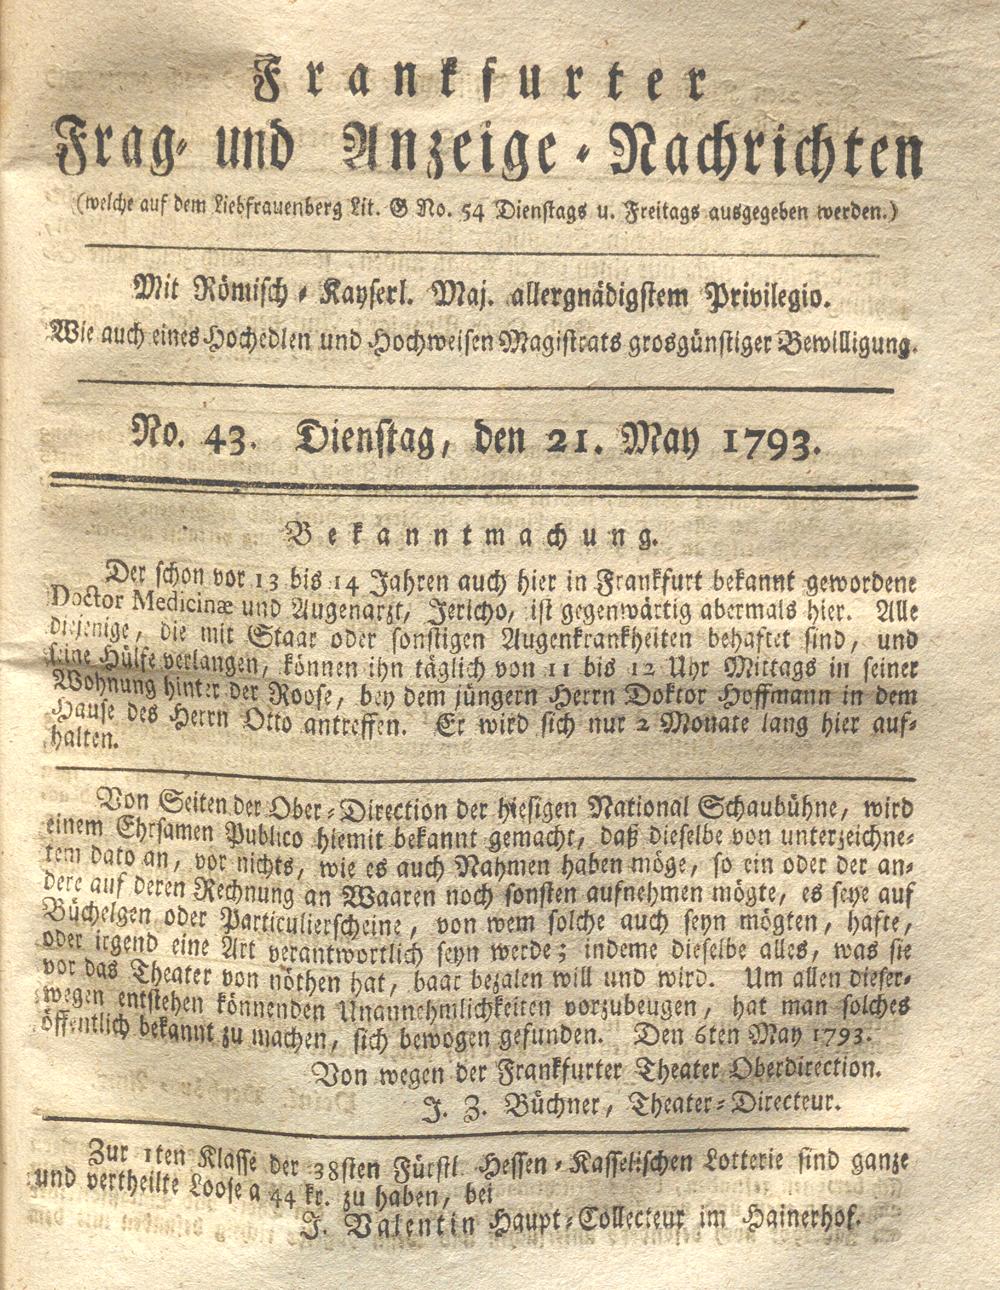 Frankfurter
Frag- und Anzeige-Nachrichten
(welche auf dem Liebfrauenberg Lit. G No. 54 Dienstags u. Freitags ausgegeben werden.)
Mit Römisch-Kayserl. Maj. allergnädigstem Privilegio.
Wie auch eines Hochedlen und Hochweisen Magistrats grosgünstiger Bewilligung.
No. 43. Dienstag, den 21. May 1793.
Bekanntmachung.
Der schon vor 13 bis 14 Jahren auch hier in Frankfurt bekannt gewordene
Doctor Medicinæ und Augenarzt, Jericho, ist gegenwärtig abermals hier. Alle
diejenige, die mit Staar oder sonstigen Augenkrankheiten behaftet sind, und
seine Hülfe verlangen, können ihn täglich von 11 bis 12 Uhr Mittags in seiner
Wohnung hinter der Roose, bey dem jüngern Herrn Doktor Hoffmann in dem
Hause des Herrn Otto antreffen. Er wird sich nur 2 Monate lang hier auf-
halten.
Von Seiten der Ober-Direction der hiesigen National Schaubühne, wird
einem Ehrsamen Publico hiemit bekannt gemacht, daß dieselbe von unterzeichne-
tem dato an, vor nichts, wie es auch Nahmen haben möge, so ein oder der an-
dere auf deren Rechnung an Waaren noch sonsten aufnehmen mögte, es seye auf
Büchelgen oder Particulierscheine, von wem solche auch seyn mögten, hafte,
oder irgend eine Art verantwortlich seyn werde; indeme dieselbe alles, was sie
vor das Theater von nöthen hat, baar bezalen will und wird. Um allen dieser-
wegen entstehen könnenden Unannehmlichkeiten vorzubeugen, hat man solches
öffentlich bekannt zu machen, sich bewogen gefunden. Den 6ten May 1793.
Von wegen der Frankfurter Theater Oberdirection.
J. Z. Büchner, Theater-Directeur.
Zur 1ten Klasse der 38sten Fürstl. Hessen-Kasselischen Lotterie sind ganze
und vertheilte Loose a 44 kr. zu haben, bei
J. Valentin Haupt-Collecteur im Hainerhof.